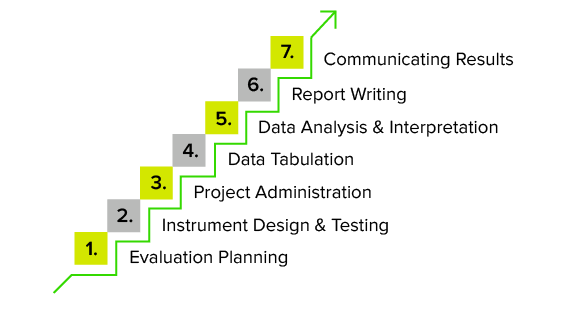 7. Communicating Results
6. Report Writing
5. Data Analysis & Interpretation
4. Data Tabulation
3. Project Administration
2. Instrument Design & Testing
1. Evaluation Planning